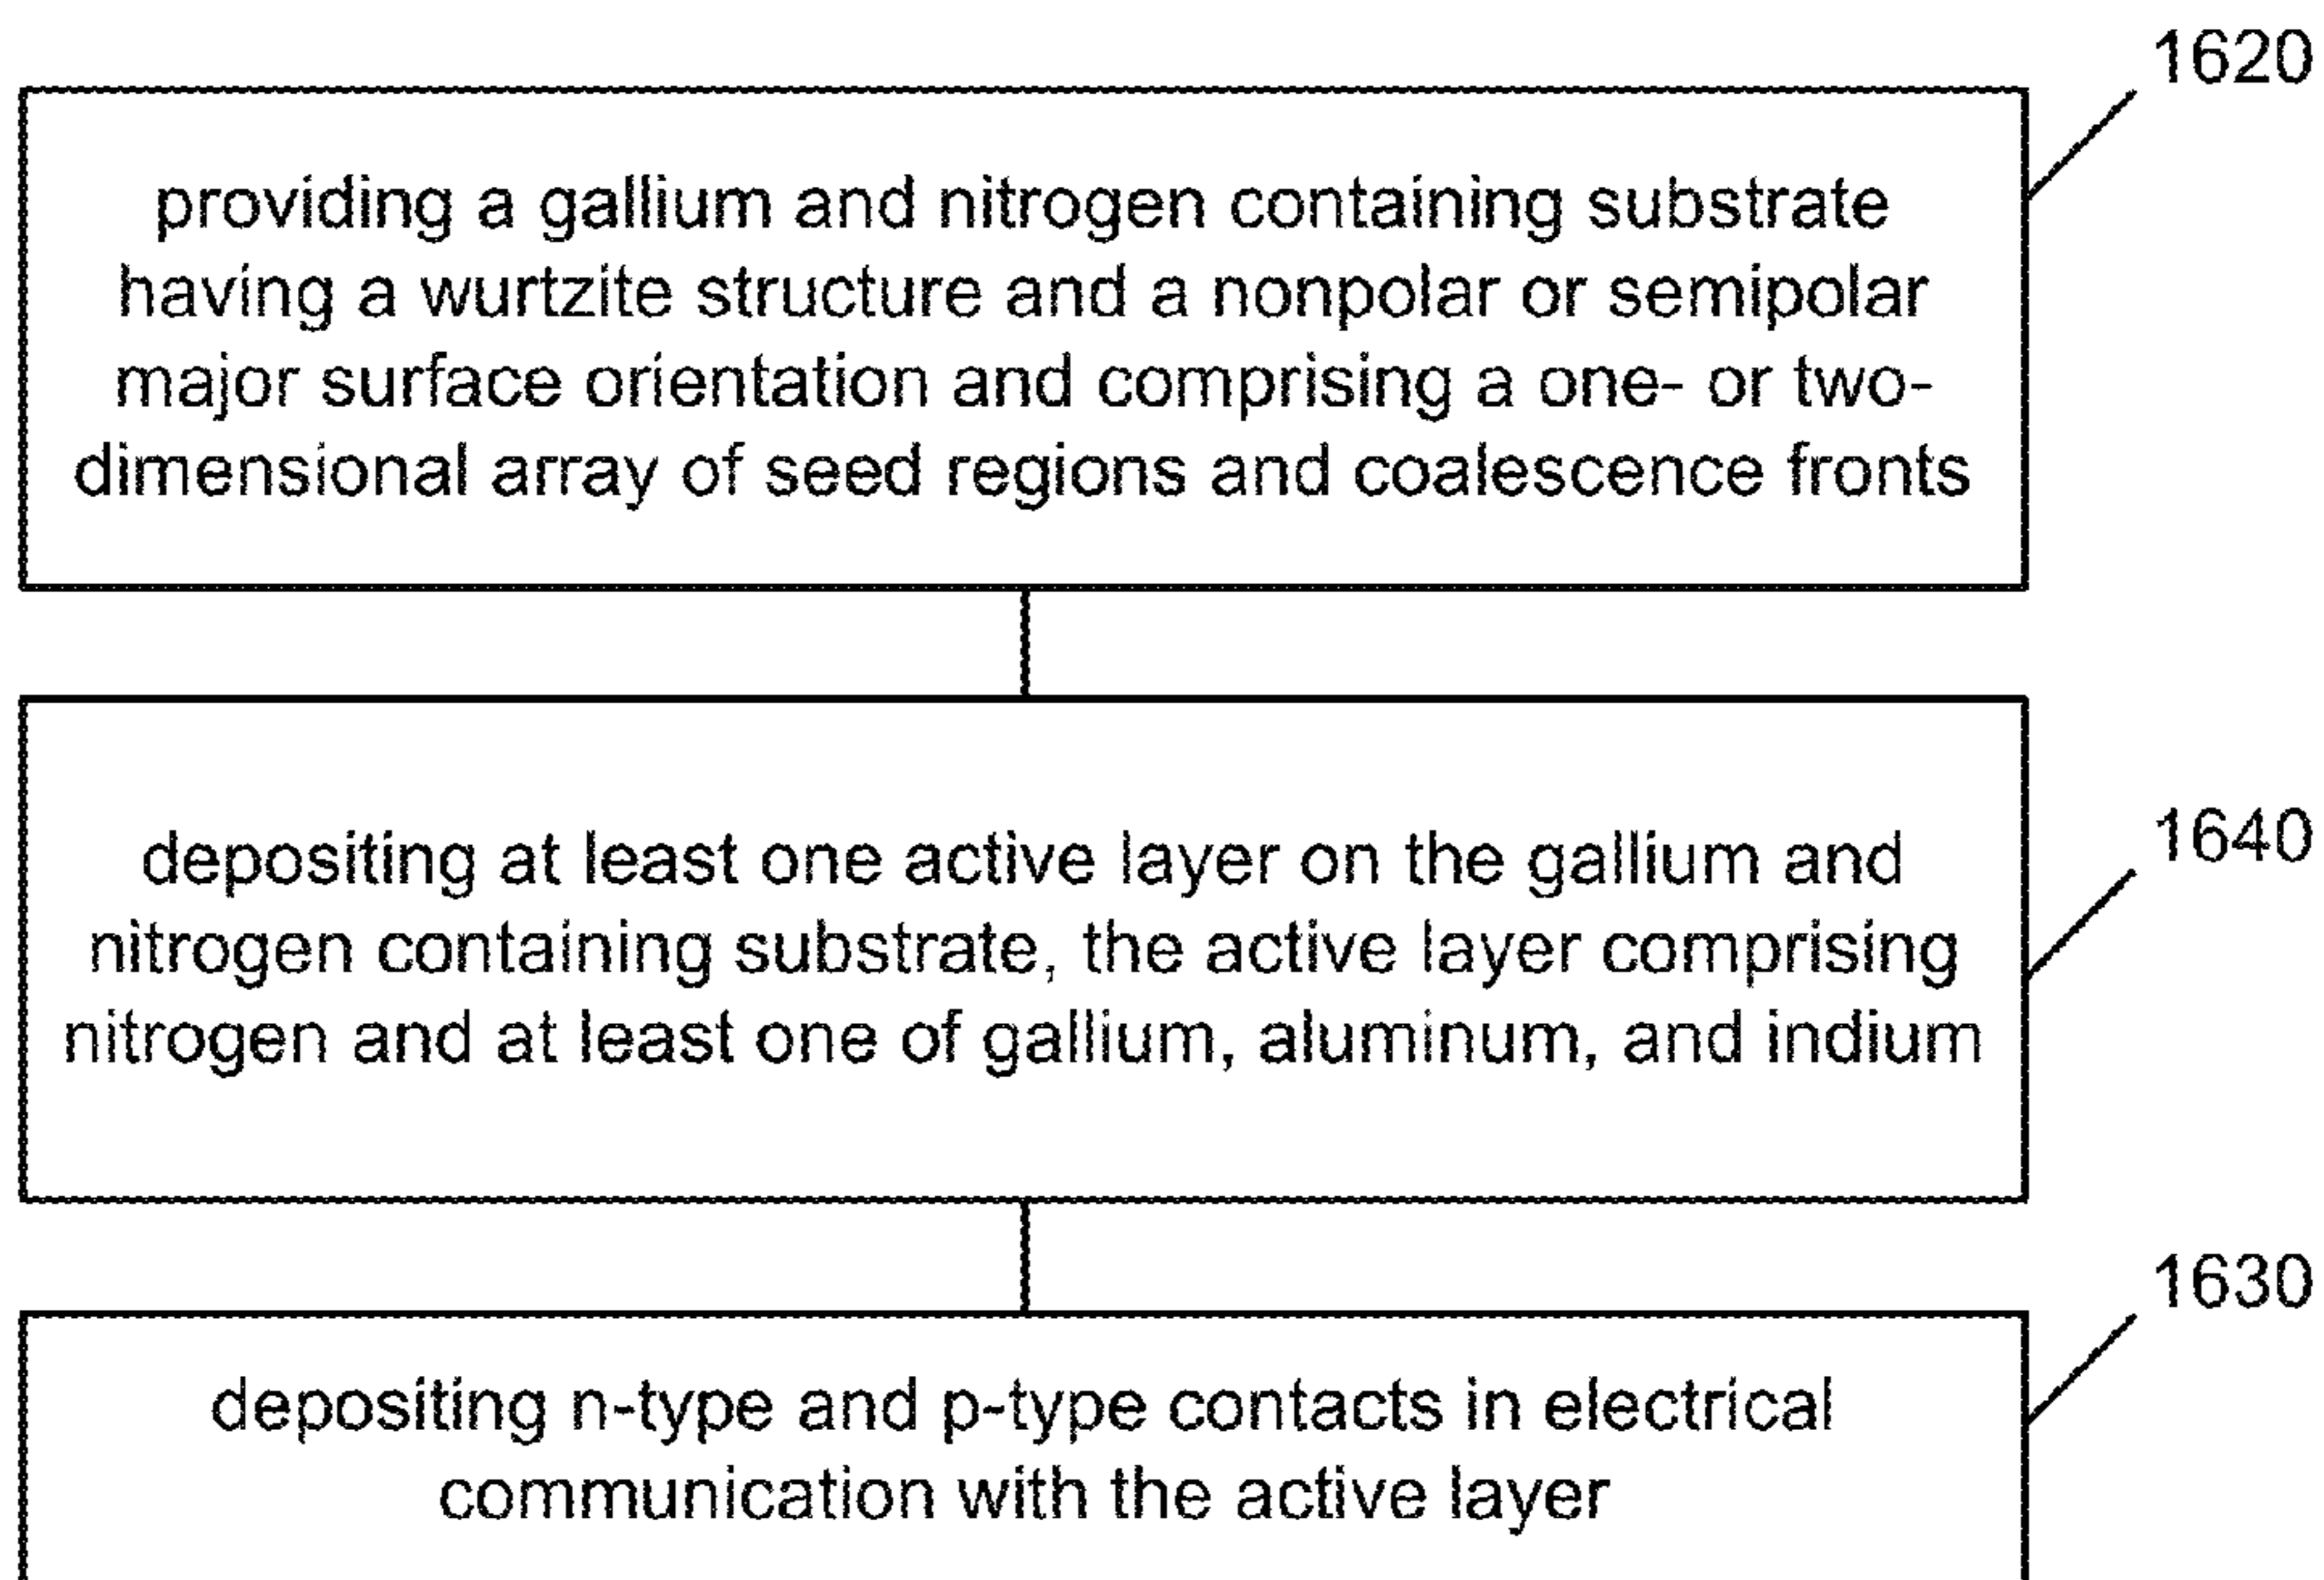 1620
providing a gallium and nitrogen containing substrate
having a wurtzite structure and a nonpolar or semipolar
major surface orientation and comprising a one- or two-
dimensional array of seed regions and coalescence fronts
1640
depositing at least one active layer on the gallium and
nitrogen containing substrate, the active layer comprising
nitrogen and at least one of gallium, aluminum, and indium
1630
depositing n-type and p-type contacts in electrical
communication with the active layer